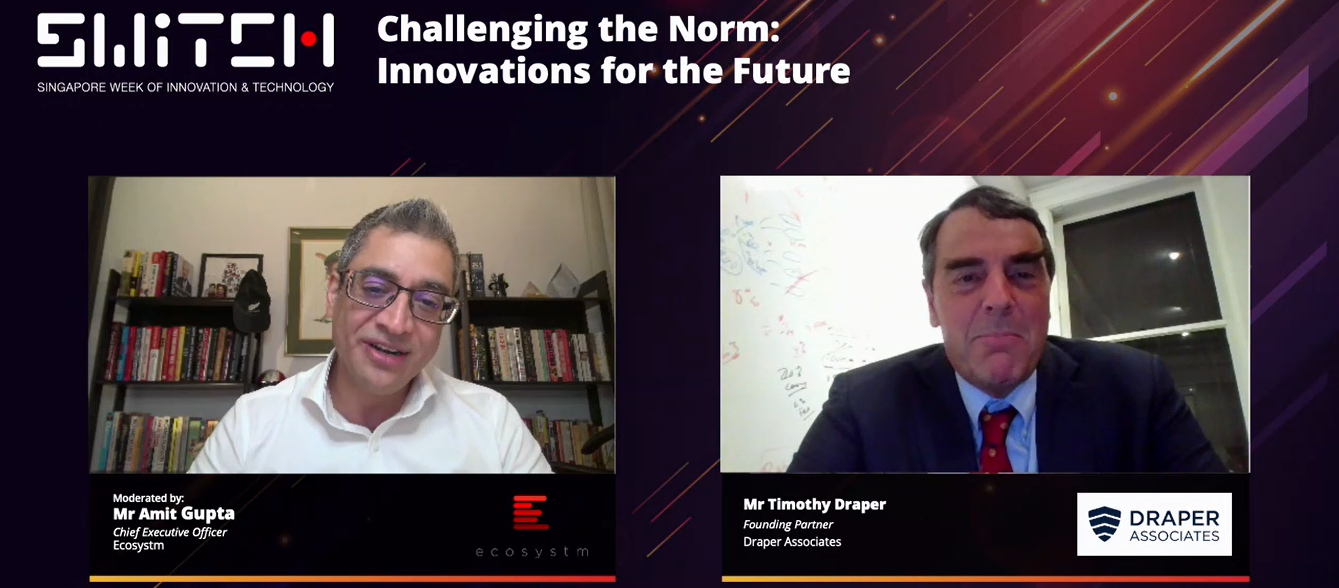 SWITCH
SINGAPORE WEEK OF INNOVATION & TECHNOLOGY
Challenging the Norm:
Innovations for the Future
Moderated by:
Mr Amit Gupta
Chief Executive Officer
Ecosystm
ecosystm
Mr Timothy Draper
Founding Partner
Draper Associates
DRAPER
ASSOCIATES